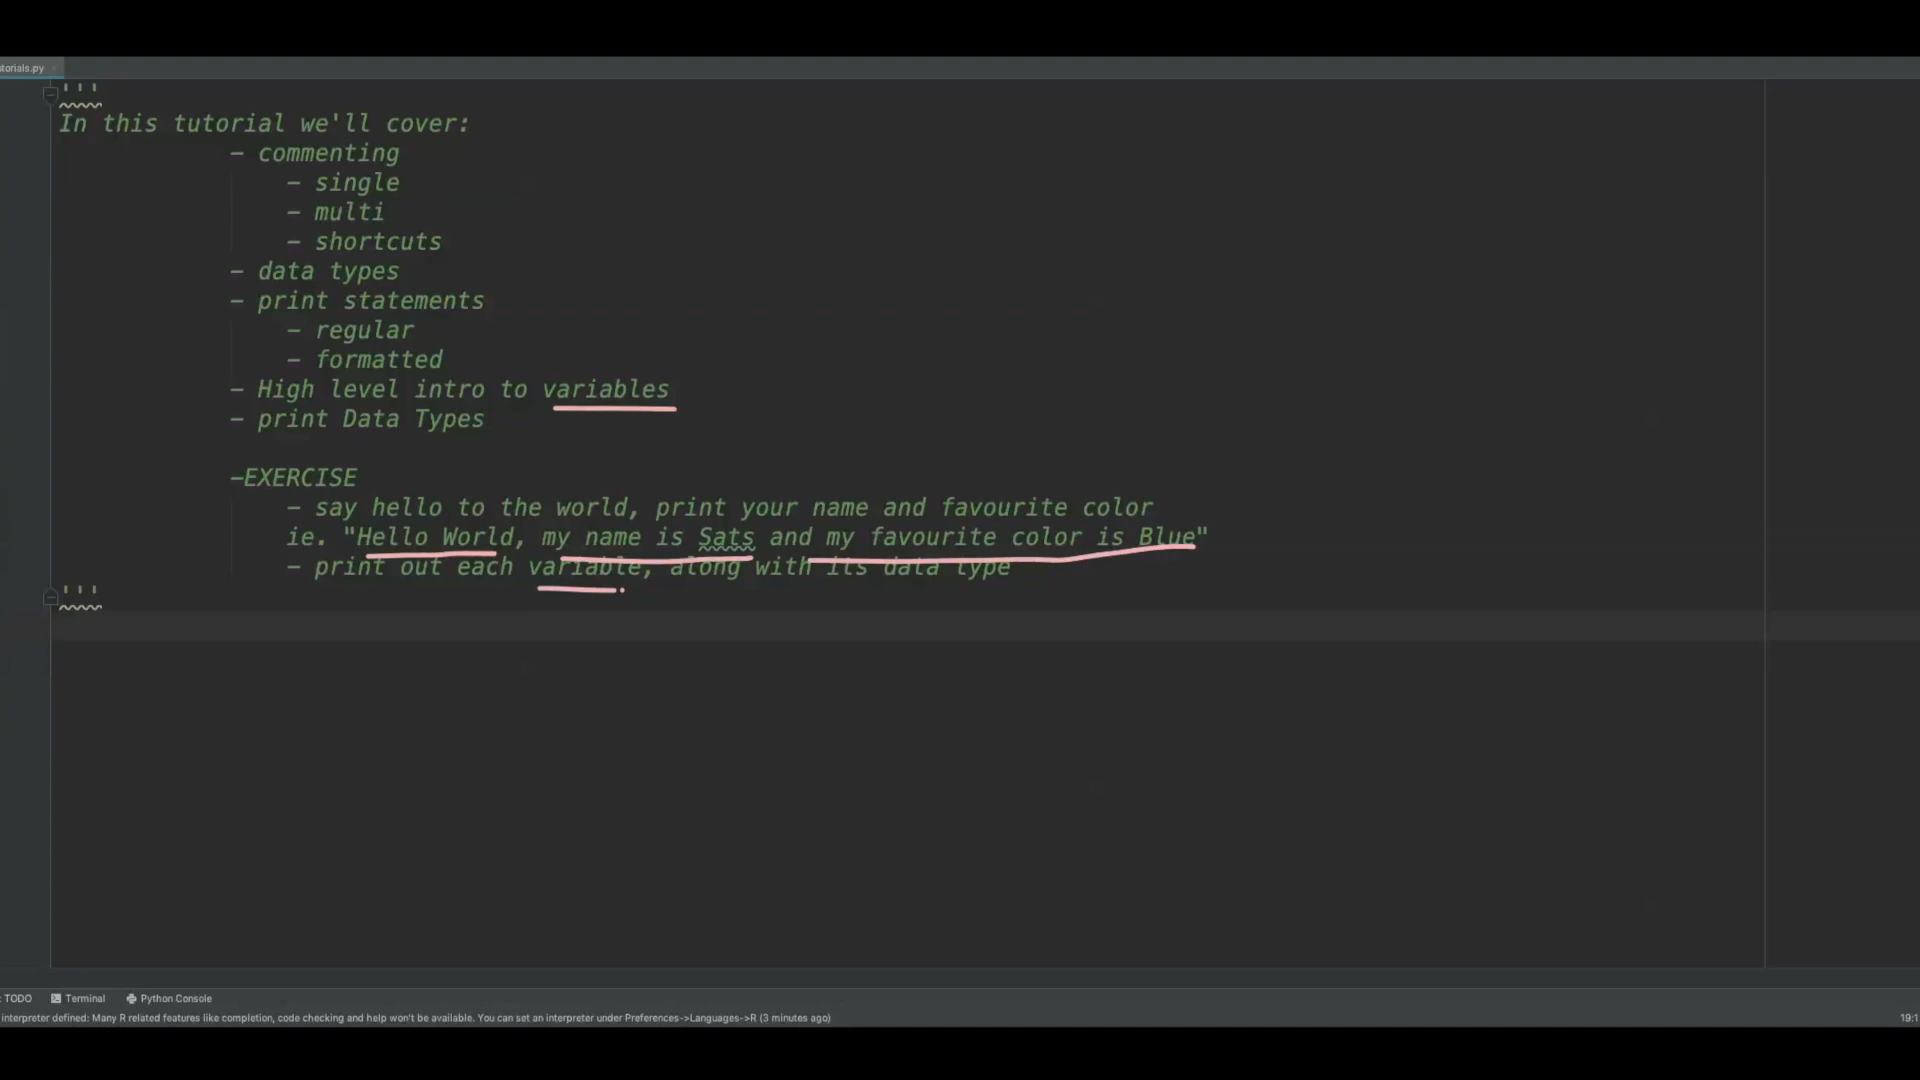 torials.py
'''
In this tutorial we'll cover:
- commenting
- single
- multi
- shortcuts
- data types
- print statements
- regular
- formatted
- High level intro to variables
- print Data Types
-EXERCISE
- say hello to the world, print your name and favourite color
ie. "Hello World, my name is Sats and my favourite color is Blue"
- print out each variable, along with its data type
'''
: TODO Terminal Python Console
interpreter defined: Many R related features like completion, code checking and help won't be available. You can set an interpreter under Preferences->Languages->R (3 minutes ago) 19:1